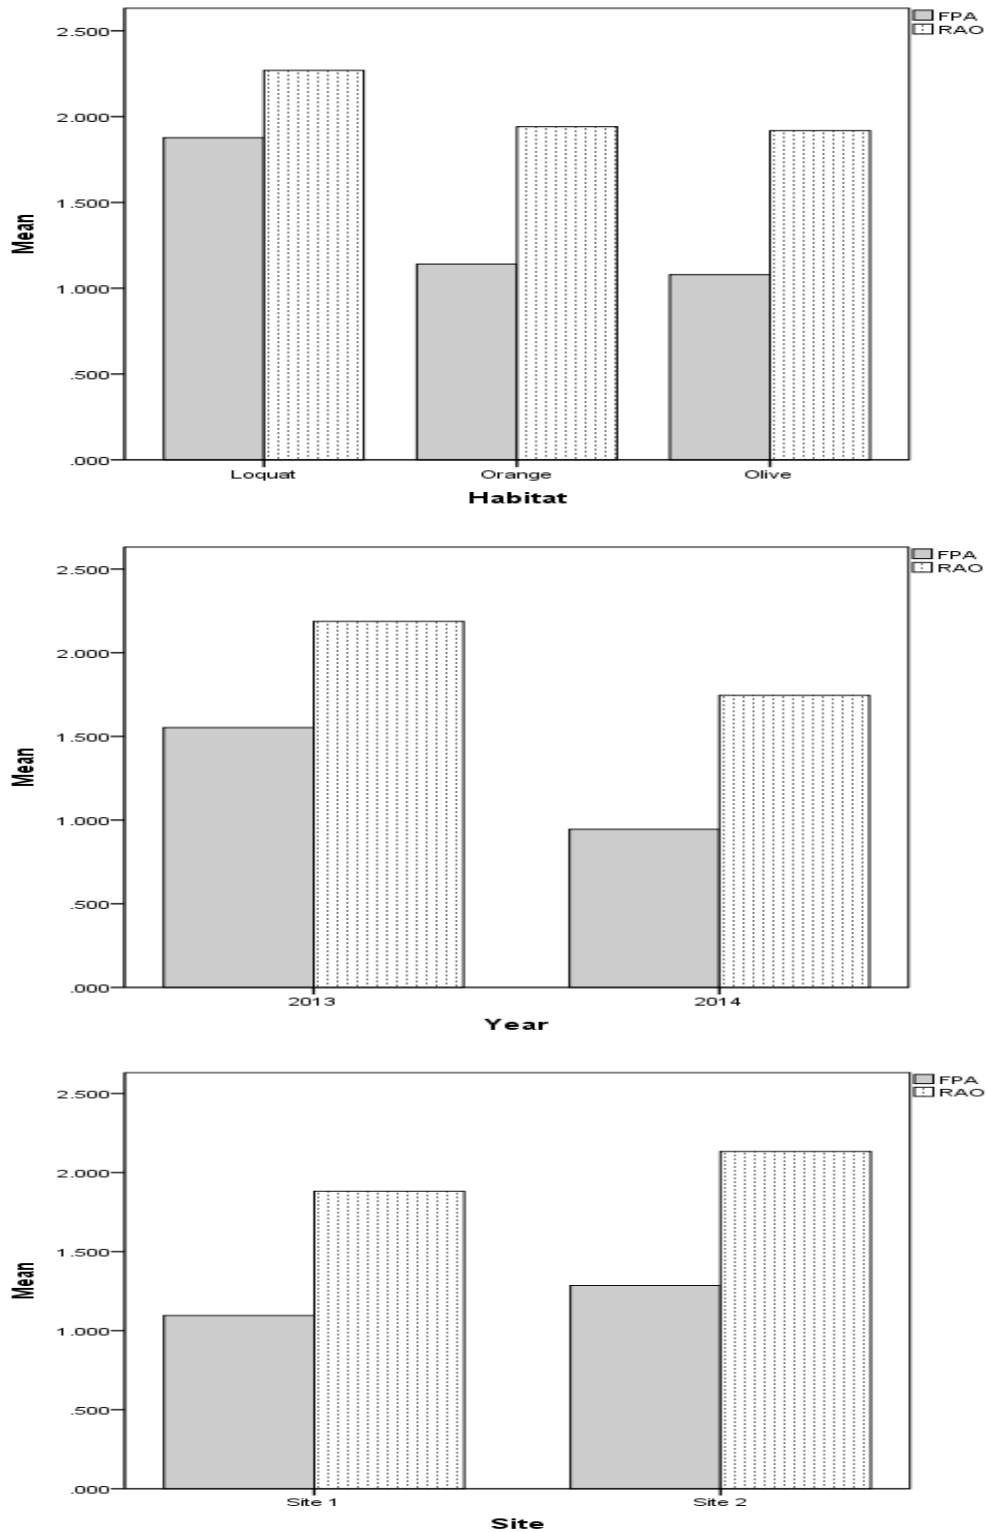 FPA
RAO
2.500
2.000
1.500
1.000
.500
.000
Mean
Loquat Orange Olive
Habitat
FPA
RAO
2.500
2.000
1.500
1.000
.500
.000
Mean
2013 2014
Year
FPA
RAO
2.500
2.000
1.500
1.000
.500
.000
Mean
Site 1 Site 2
Site